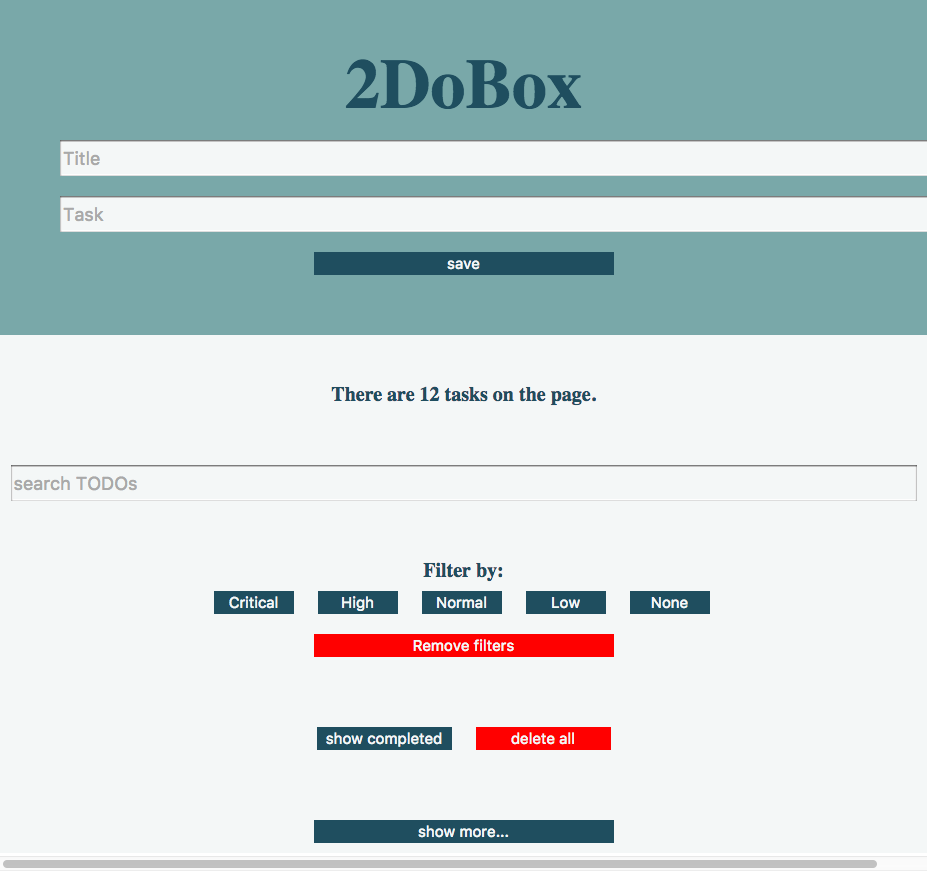 2DoBox
Title
Task
save
There are 12 tasks on the page.
search TODOs
Filter by:
Critical High Normal Low None
Remove filters
show completed delete all
show more...